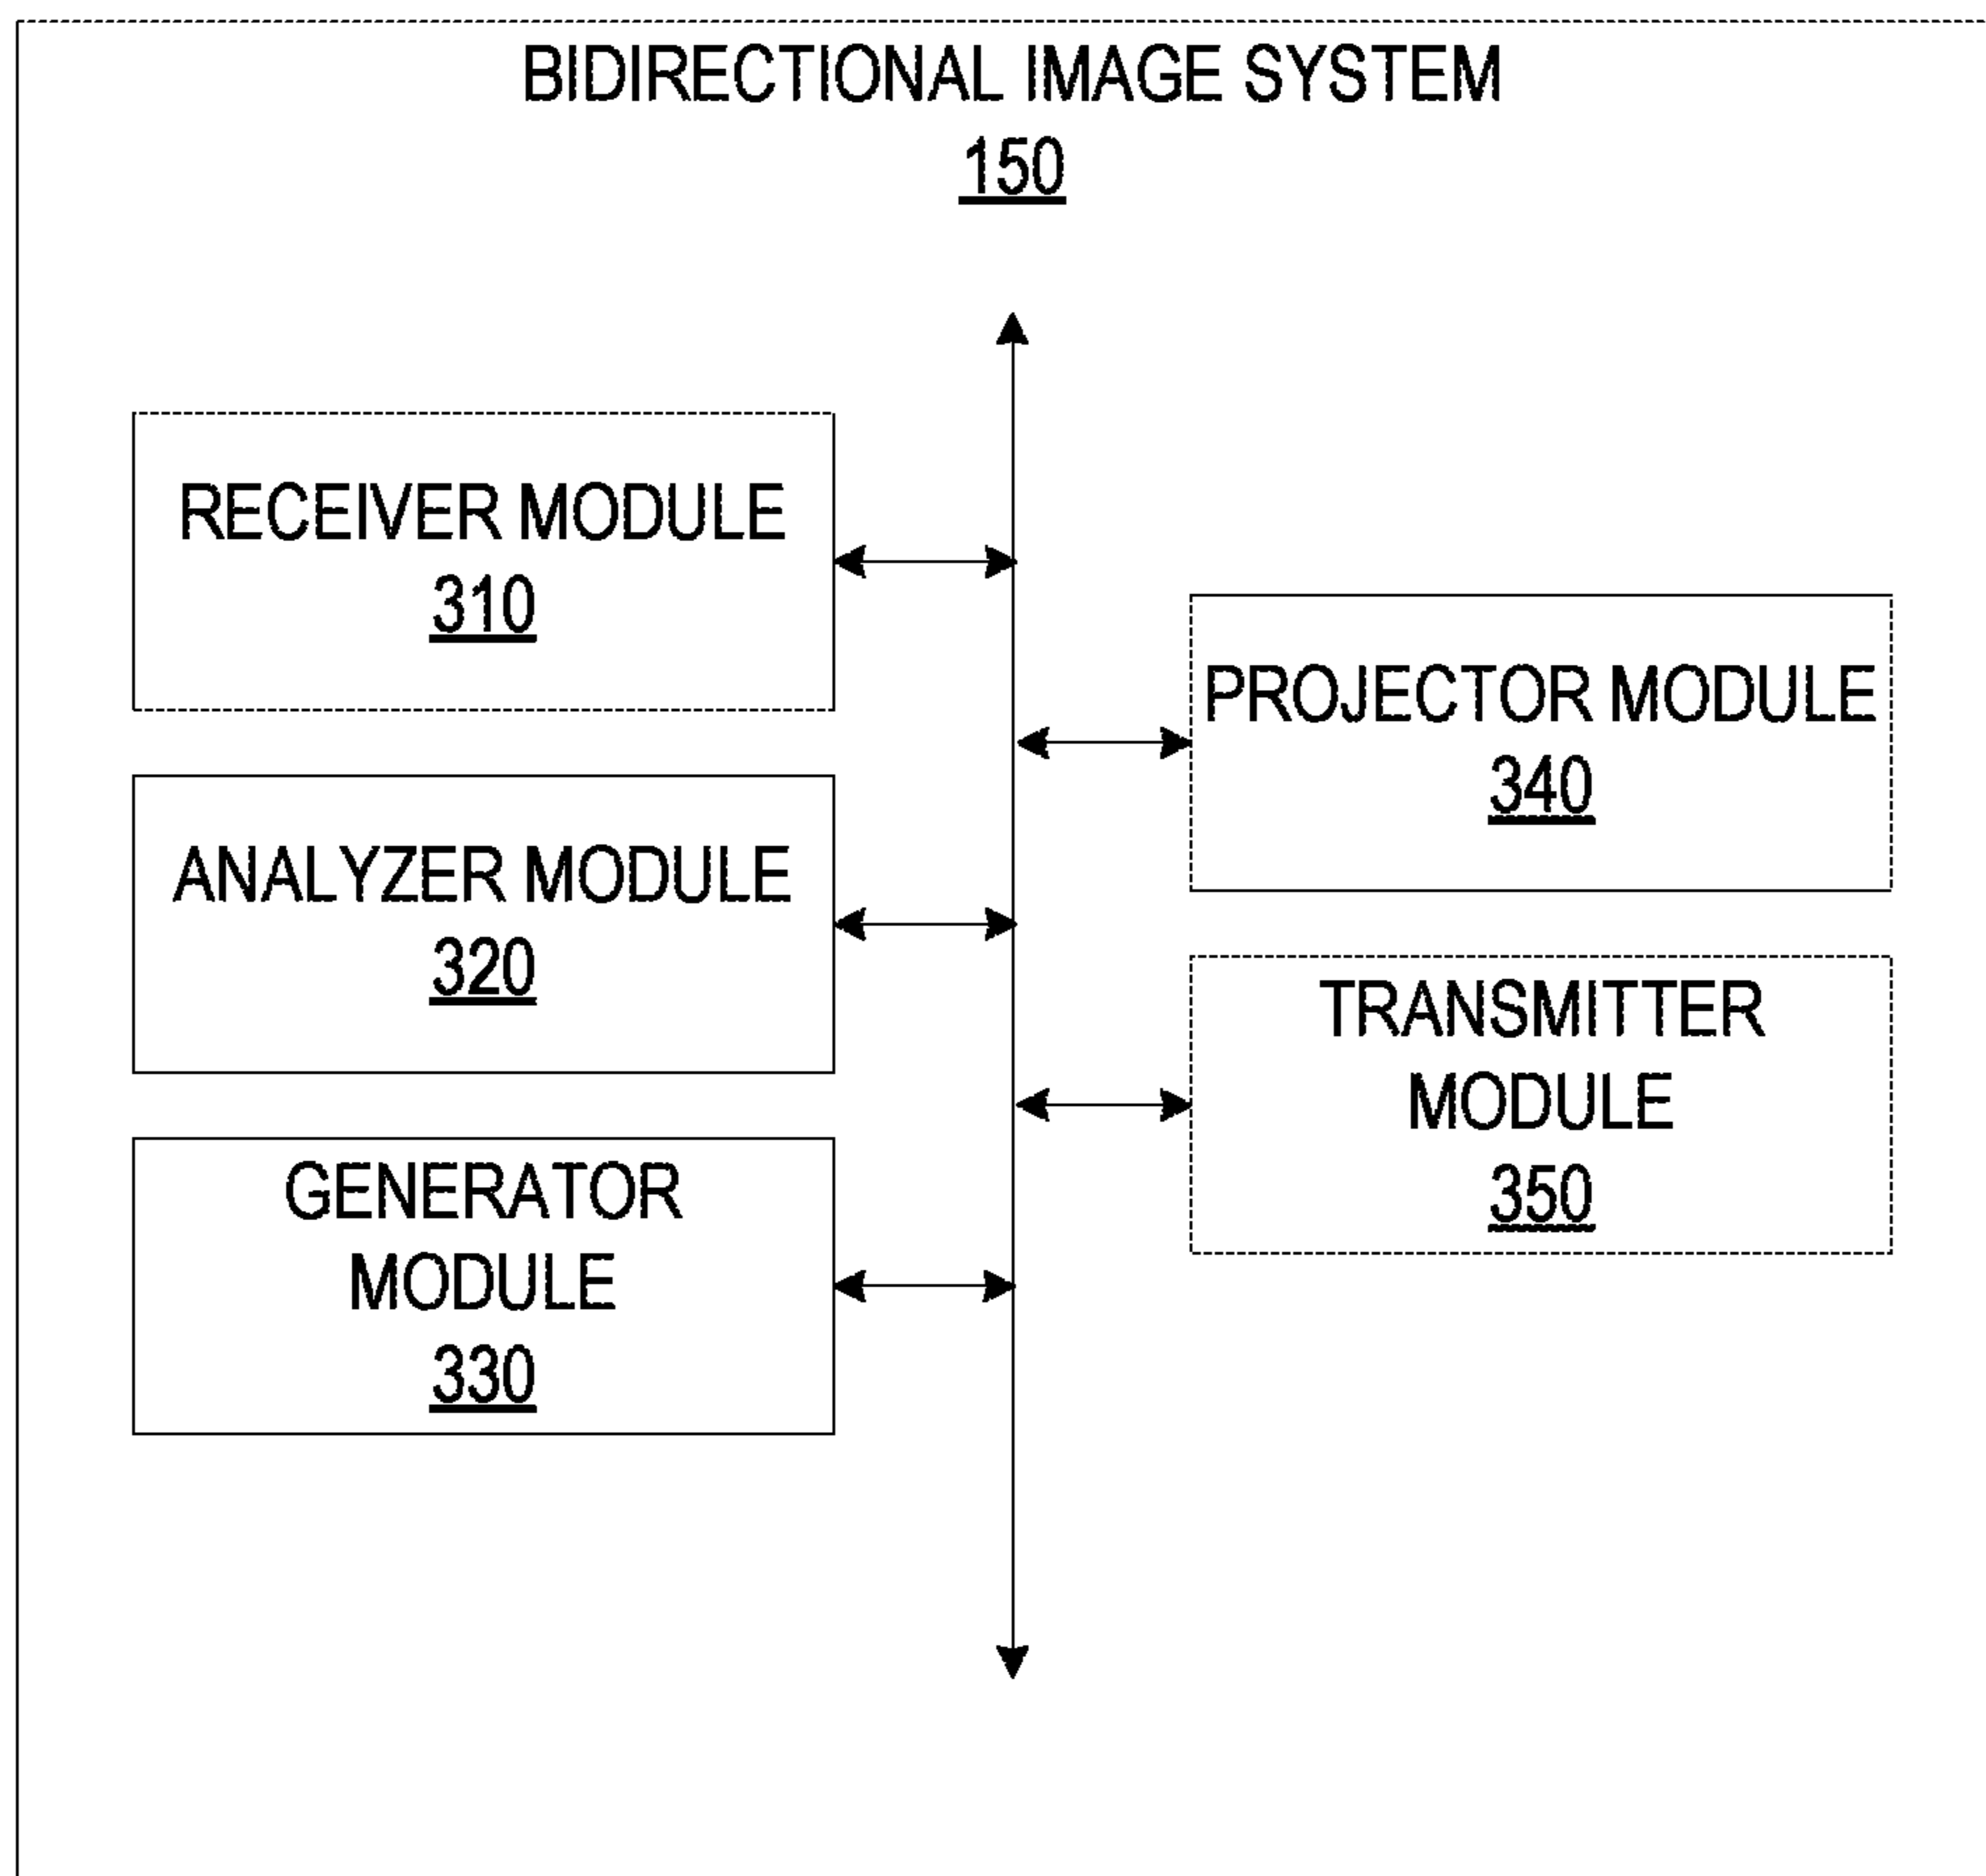 BIDIRECTIONAL IMAGE SYSTEM
150
RECEIVER MODULE
310
ANALYZER MODULE
320
GENERATOR
MODULE
330
PROJECTOR MODULE
340
TRANSMITTER
MODULE
350